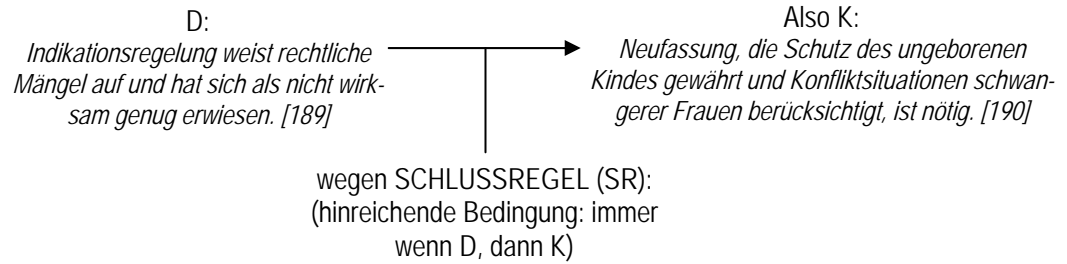 D:
Indikationsregelung weist rechtliche
Mängel auf und hat sich als nicht wirk-
sam genug erwiesen. [189]
Also K:
Neufassung, die Schutz des ungeborenen
Kindes gewährt und Konfliktsituationen schwan-
gerer Frauen berücksichtigt, ist nötig. [190]
wegen SCHLUSSREGEL (SR):
(hinreichende Bedingung: immer
wenn D, dann K)